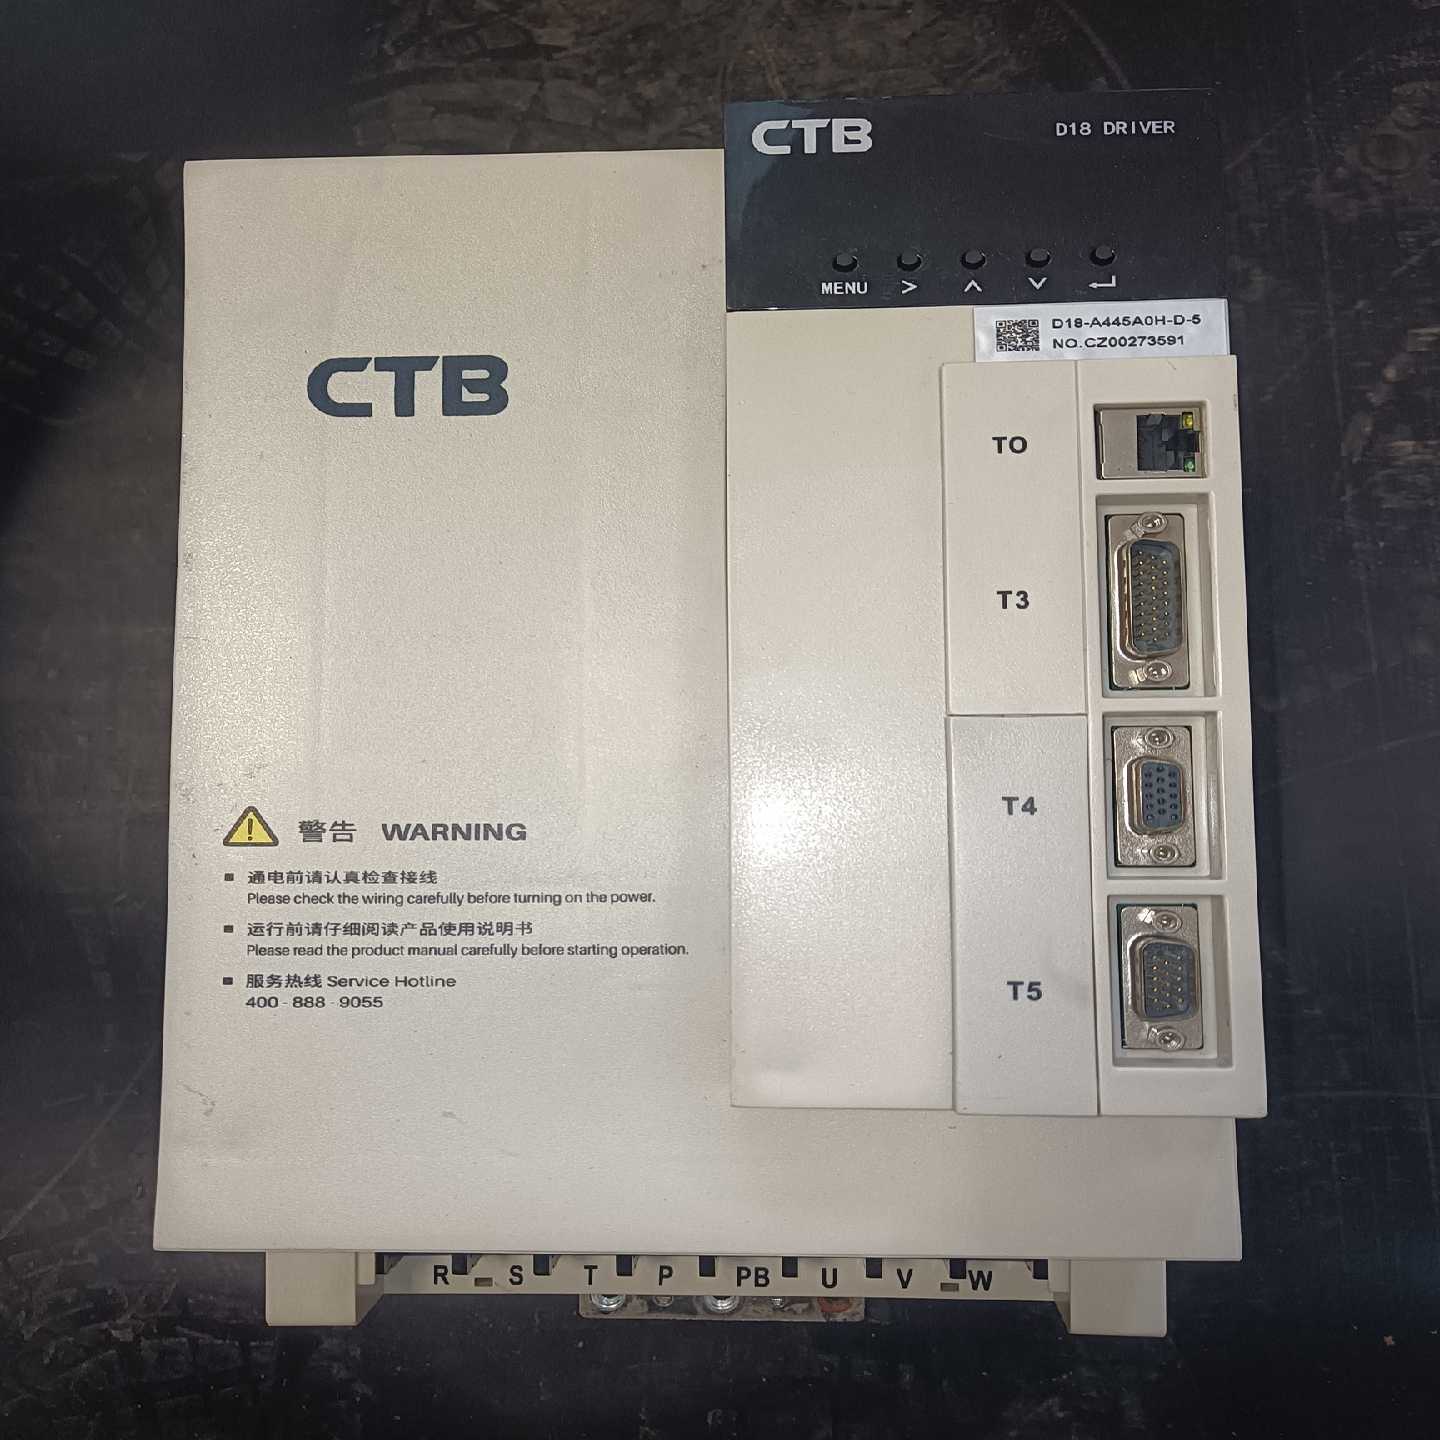 CTB
D18 DRIVER
MENU > ∧ ∨ ↵
D18-A445A0H-D-5
NO.CZ00273591
CTB
T0
T3
T4
T5
警告 WARNING
■ 通电前请认真检查接线
Please check the wiring carefully before turning on the power.
■ 运行前请仔细阅读产品使用说明书
Please read the product manual carefully before starting operation.
■ 服务热线 Service Hotline
400 - 888 - 9055
R S T P PB U V W